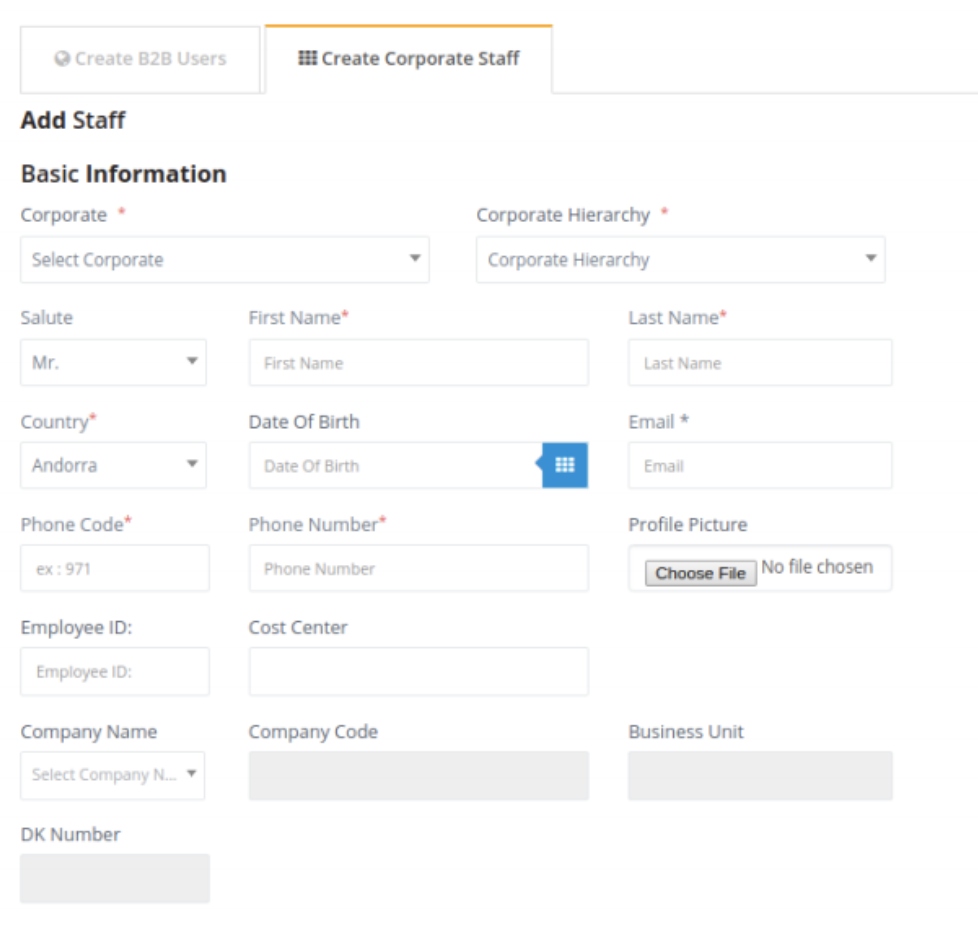 Create B2B Users Create Corporate Staff
Add Staff
Basic Information
Corporate * Corporate Hierarchy *
Select Corporate Corporate Hierarchy
Salute First Name* Last Name*
Mr. First Name Last Name
Country* Date Of Birth Email *
Andorra Date Of Birth Email
Phone Code* Phone Number* Profile Picture
ex : 971 Phone Number Choose File No file chosen
Employee ID: Cost Center
Employee ID:
Company Name Company Code Business Unit
Select Company N...
DK Number